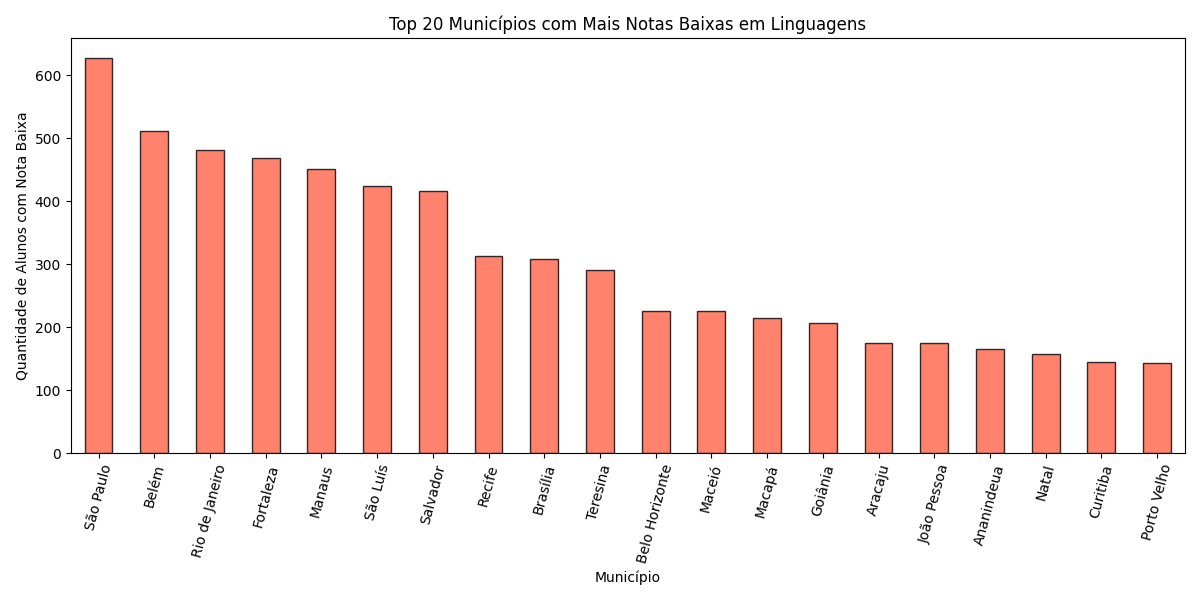 Top 20 Municípios com Mais Notas Baixas em Linguagens
Quantidade de Alunos com Nota Baixa
600
500
400
300
200
100
0
São Paulo
Belém
Rio de Janeiro
Fortaleza
Manaus
São Luís
Salvador
Recife
Brasília
Teresina
Belo Horizonte
Maceió
Macapá
Goiânia
Aracaju
João Pessoa
Ananindeua
Natal
Curitiba
Porto Velho
Município